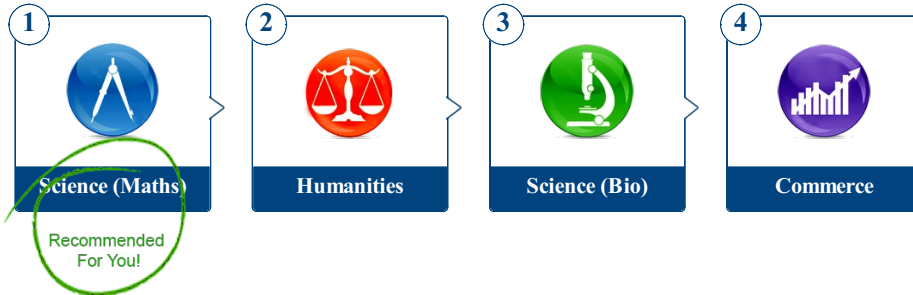 1
2
3
4
Science (Maths)
Humanities
Science (Bio)
Commerce
Recommended
For You!